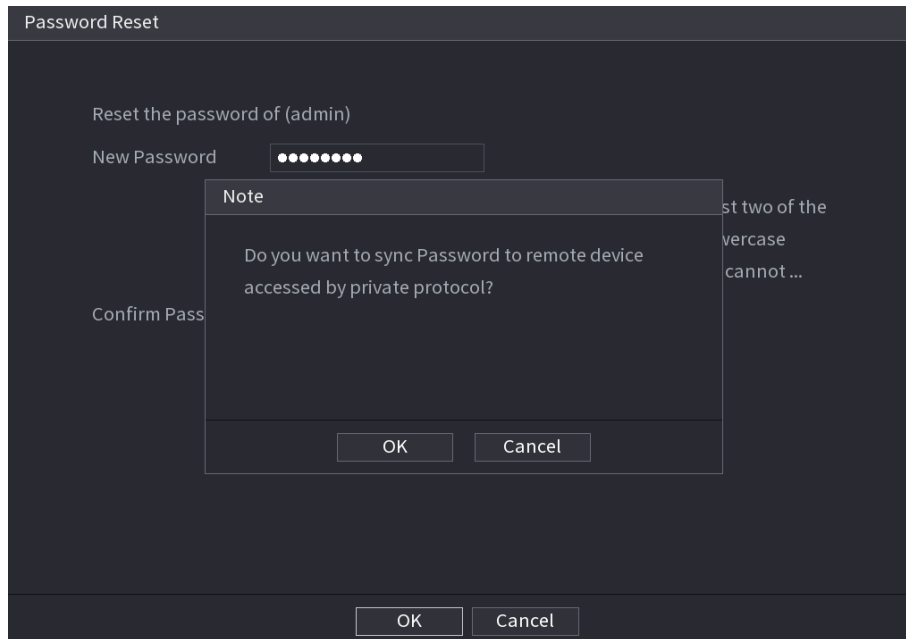 Password Reset
Reset the password of (admin)
New Password
Note
st two of the
Do you want to sync Password to remote device
vercase
accessed by private protocol?
cannot ...
Confirm Pass
OK Cancel
OK Cancel